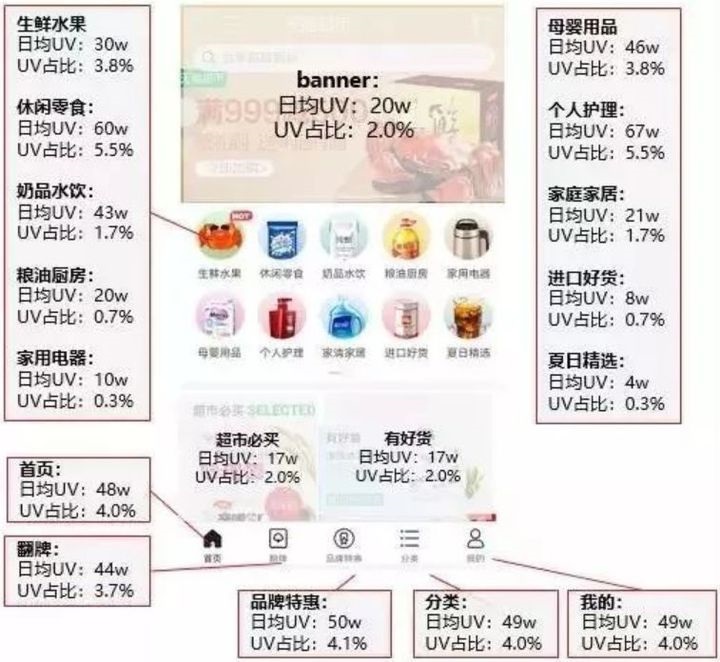 生鲜水果
日均UV：30w
UV占比：3.8%
休闲零食：
日均UV：60w
UV占比：5.5%
奶品水饮：
日均UV：43w
UV占比：1.7%
粮油厨房：
日均UV：20w
UV占比：0.7%
家用电器：
日均UV：10w
UV占比：0.3%
banner：
日均UV：20w
UV占比：2.0%
满999
母婴用品
日均UV：46w
UV占比：3.8%
个人护理：
日均UV：67w
UV占比：5.5%
家庭家居：
日均UV：21w
UV占比：1.7%
进口好货：
日均UV：8w
UV占比：0.7%
夏日精选：
日均UV：4w
UV占比：0.3%
HOT
生鲜水果 休闲零食 奶品水饮 粮油厨房 家用电器
母婴用品 个人护理 家清家居 进口好货 夏日精选
超市必买 SELECTED
超市必买
日均UV：17w
UV占比：2.0%
有好货
有好货
日均UV：17w
UV占比：2.0%
首页：
日均UV：48w
UV占比：4.0%
翻牌：
日均UV：44w
UV占比：3.7%
首页 翻牌 品牌特惠 分类 我的
品牌特惠：
日均UV：50w
UV占比：4.1%
分类：
日均UV：49w
UV占比：4.0%
我的：
日均UV：49w
UV占比：4.0%